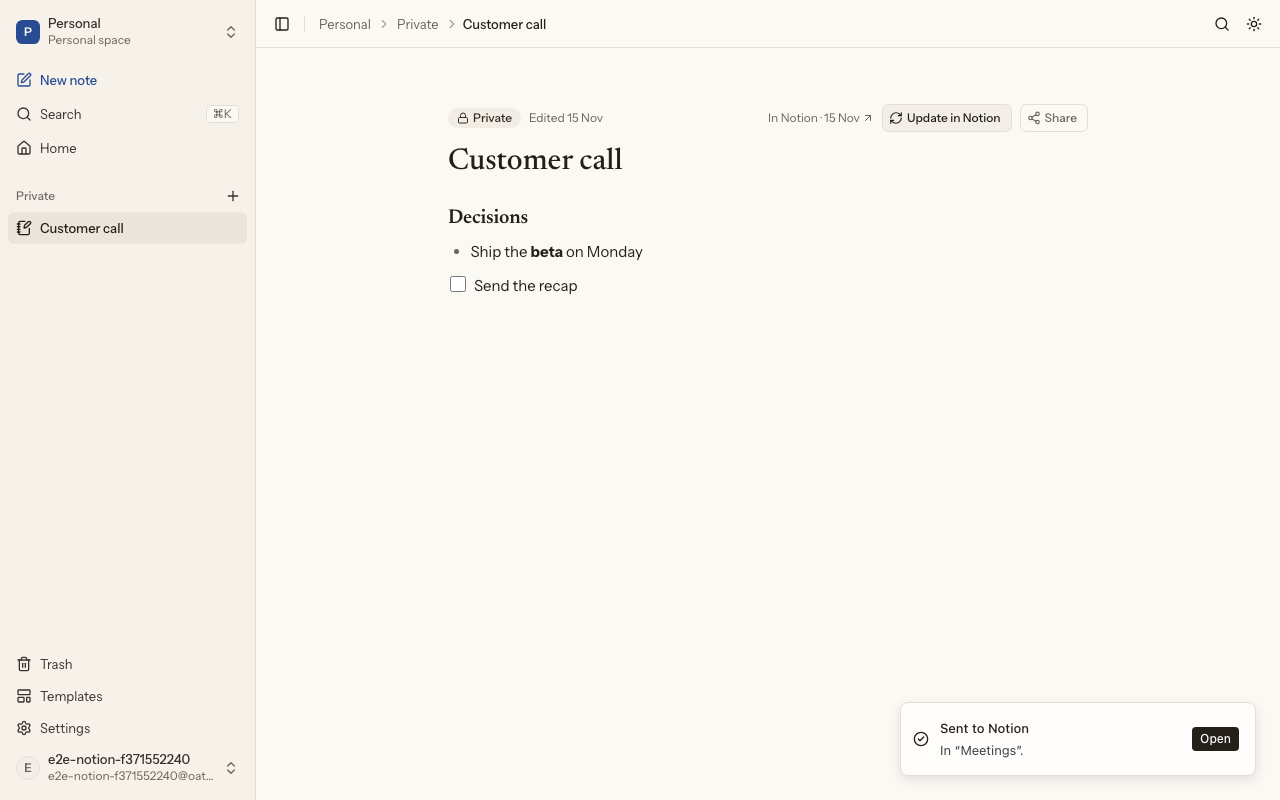 P
Personal
Personal space
New note
Search ⌘K
Home
Private
Customer call
Trash
Templates
Settings
E
e2e-notion-f371552240
e2e-notion-f371552240@oat…
Personal Private Customer call
Private Edited 15 Nov In Notion · 15 Nov Update in Notion Share
Customer call
Decisions
Ship the beta on Monday
Send the recap
Sent to Notion
In “Meetings”.
Open